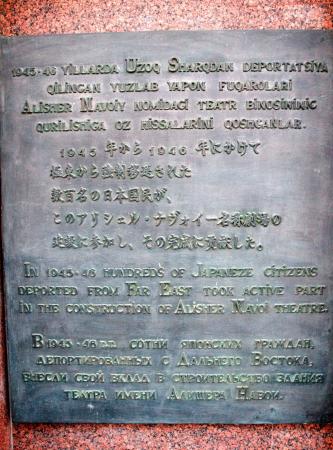 1945-46 YILLARDA UZOQ SHARQDAN DEPORTATSIYA
QILINGAN YUZLAB YAPON FUQAROLARI
ALISHER NAVOIY NOMIDAGI TEATR BINOSINING
QURILISHIGA OZ HISSALARINI QOSHGANLAR.
1945 年から 1946 年にかけて
極東から強制移送された
数百名の日本国民が、
このアリシェル・ナヴォイー名称劇場の
建設に参加し、その完成に貢献した。
IN 1945-46 HUNDREDS OF JAPANEZE CITIZENS
DEPORTED FROM FAR EAST TOOK ACTIVE PART
IN THE CONSTRUCTION OF ALISHER NAVOI THEATRE.
В 1945-46 ГГ. СОТНИ ЯПОНСКИХ ГРАЖДАН,
ДЕПОРТИРОВАННЫХ С ДАЛЬНЕГО ВОСТОКА,
ВНЕСЛИ СВОЙ ВКЛАД В СТРОИТЕЛЬСТВО ЗДАНИЯ
ТЕАТРА ИМЕНИ АЛИШЕРА НАВОИ.